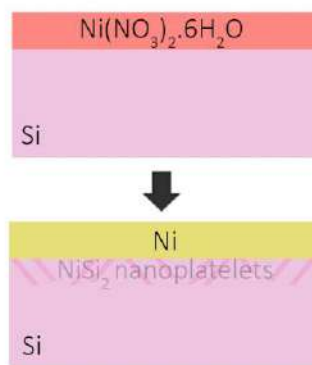 Ni(NO₃)₂.6H₂O
Si
Ni
NiSi₂ nanoplatelets
Si